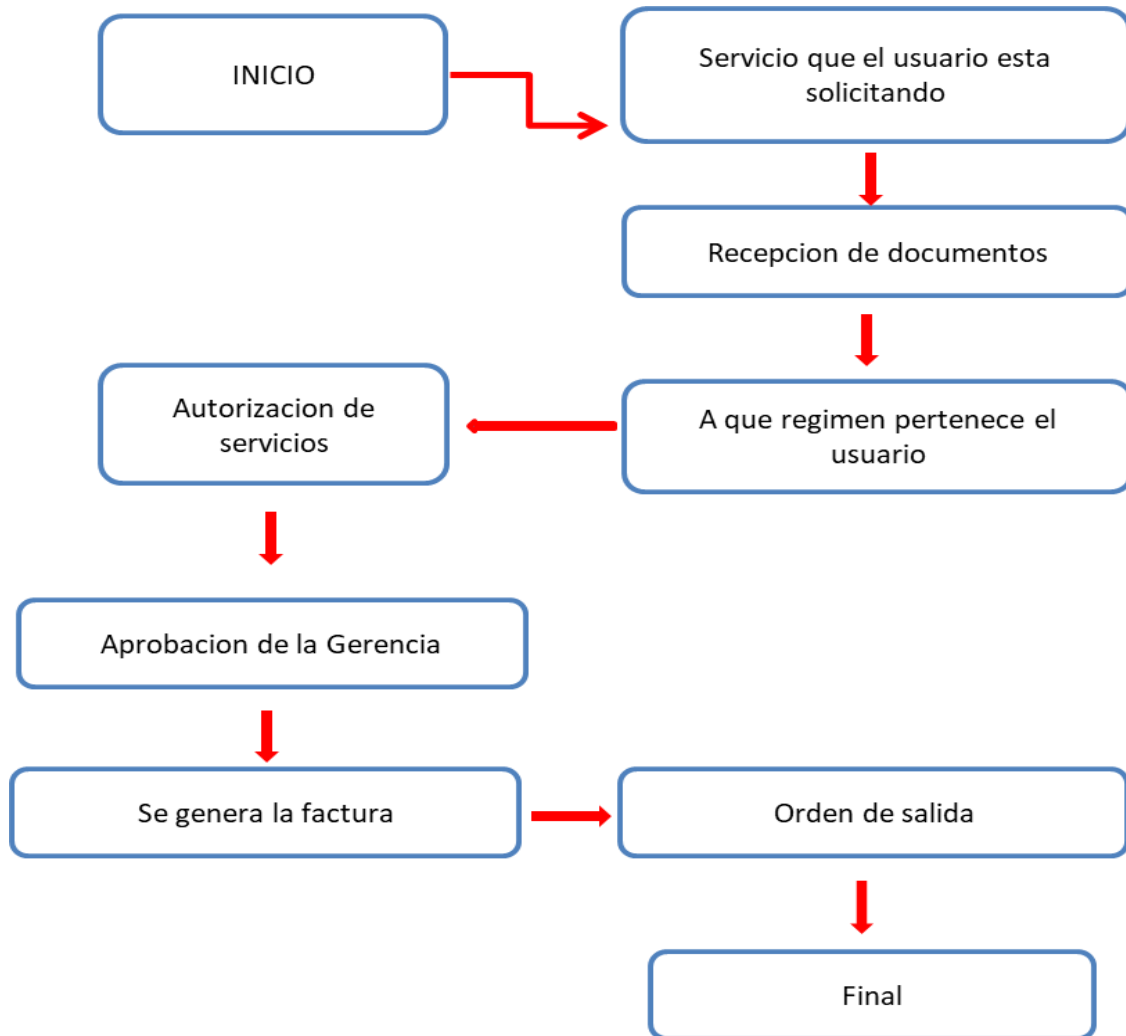 INICIO
Servicio que el usuario esta
solicitando
Recepcion de documentos
A que regimen pertenece el
usuario
Autorizacion de
servicios
Aprobacion de la Gerencia
Se genera la factura
Orden de salida
Final